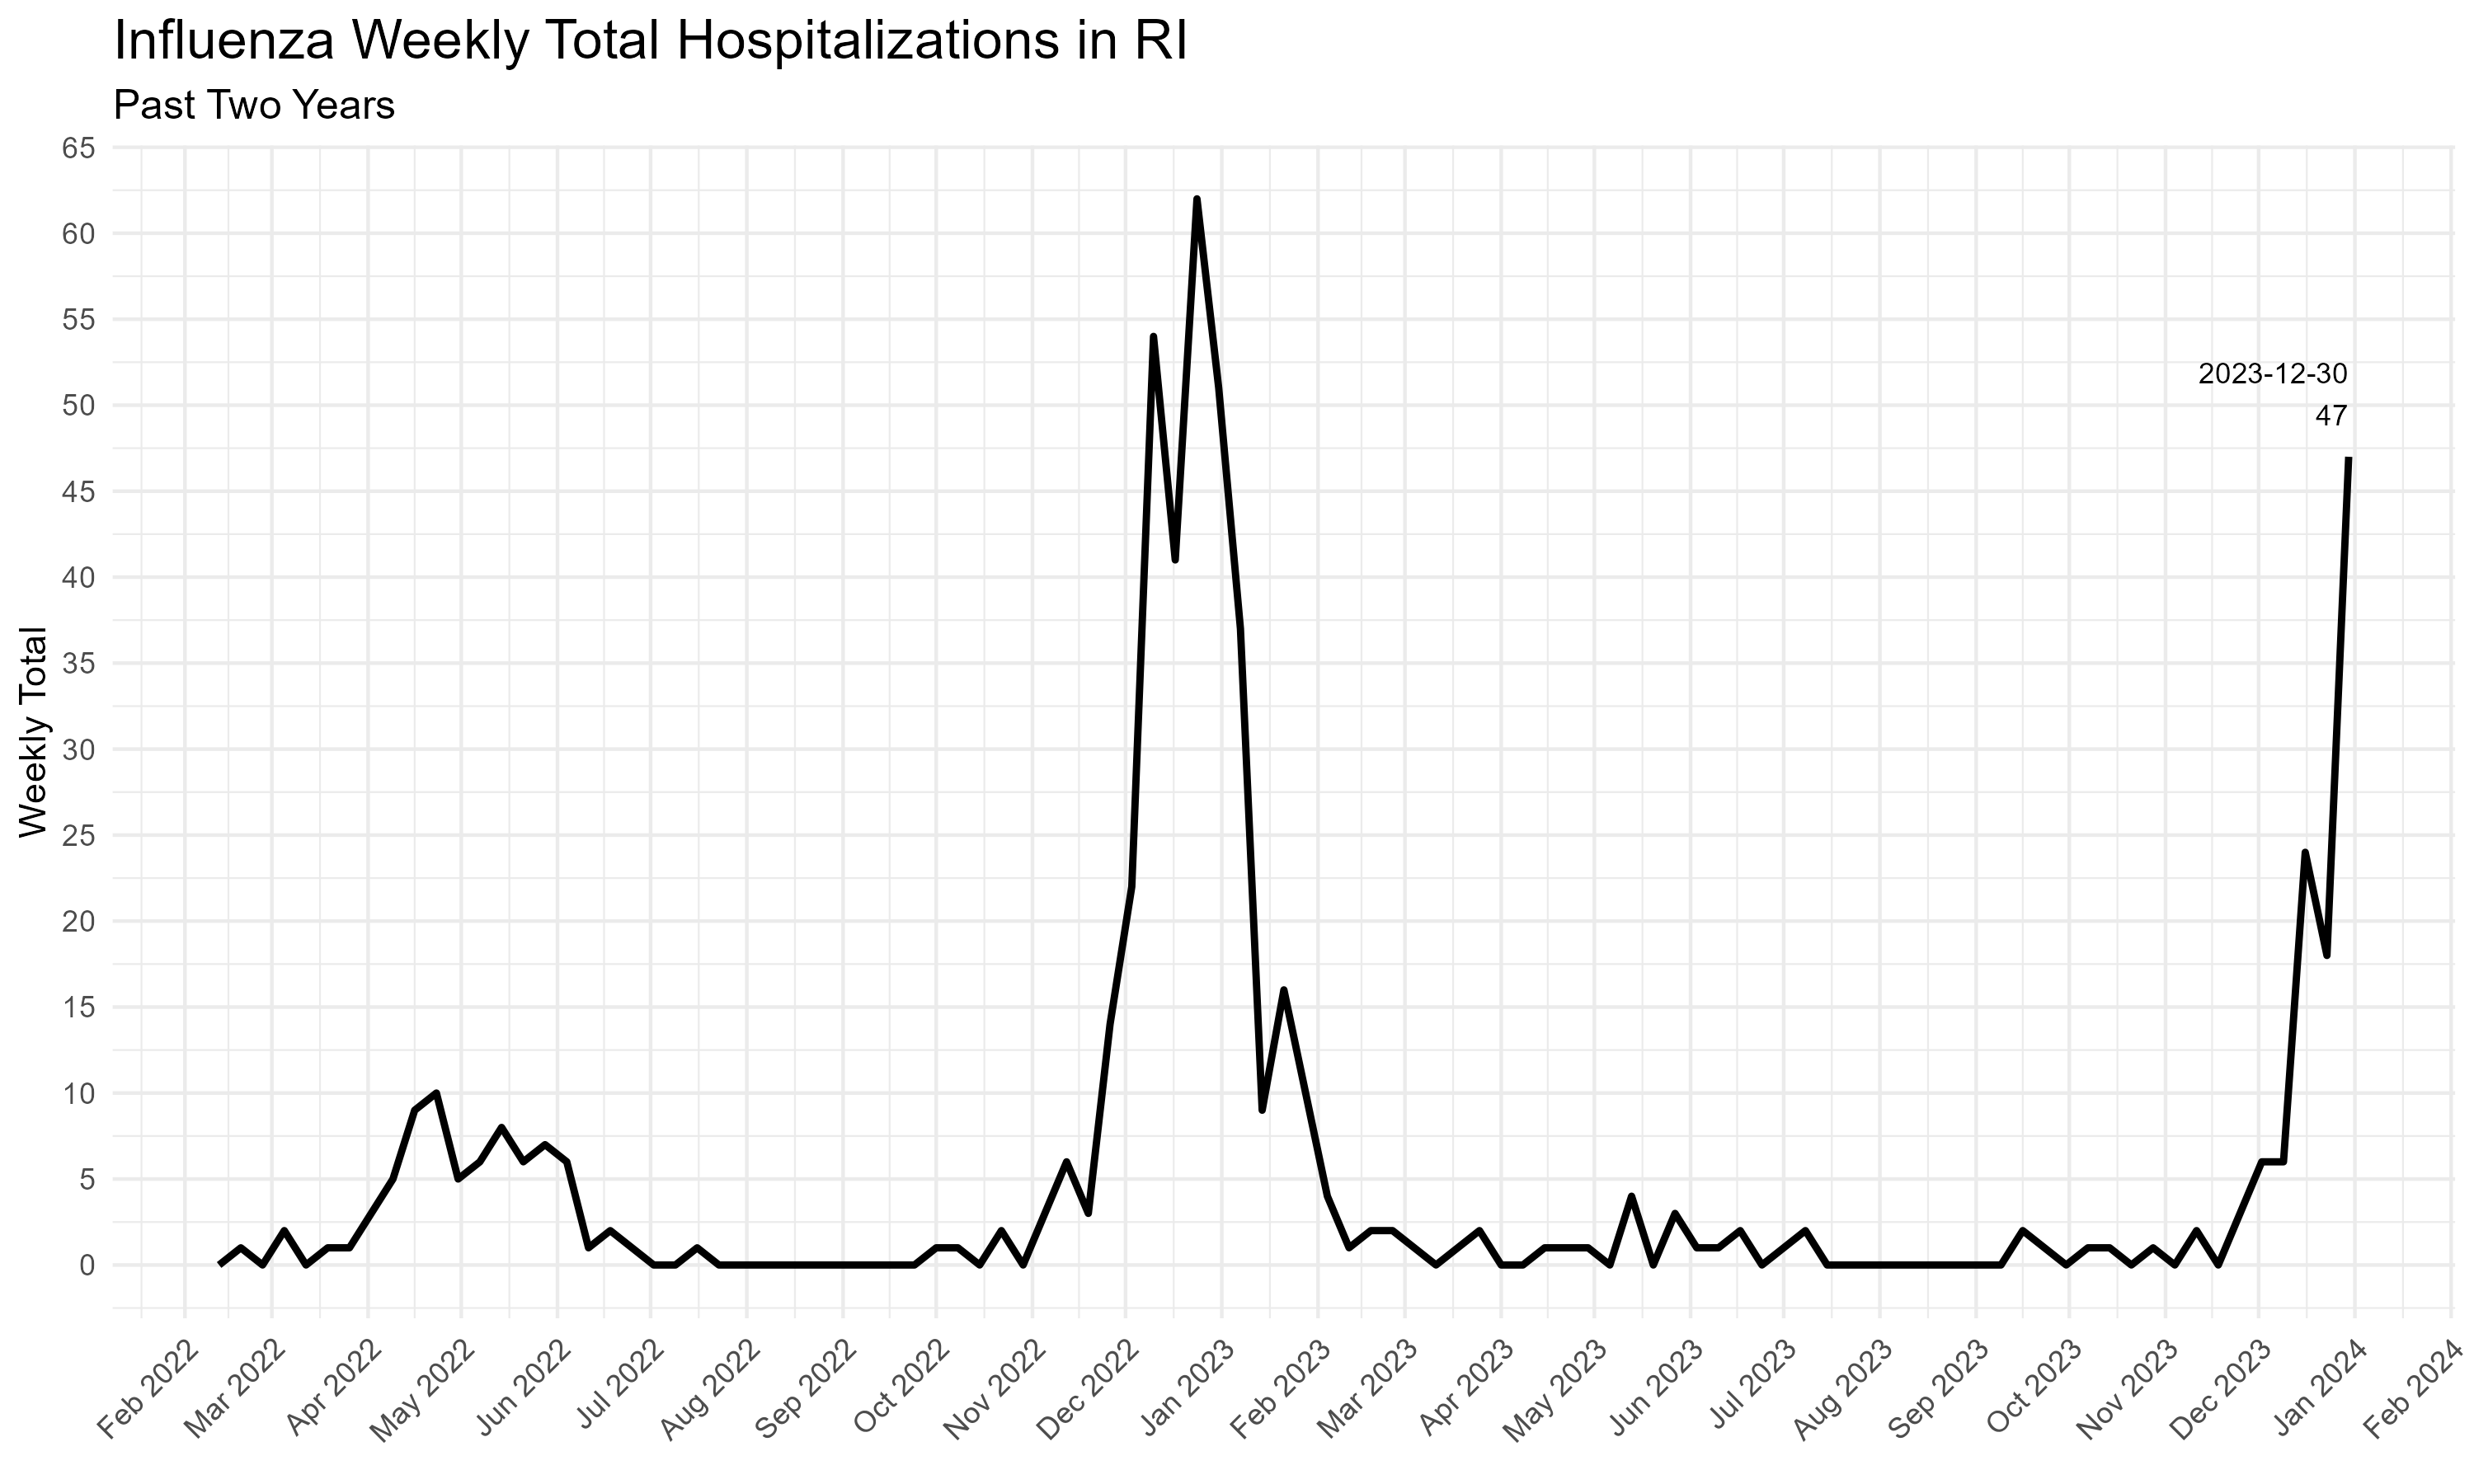 Influenza Weekly Total Hospitalizations in RI
Past Two Years
65
60
55
50
45
40
35
30
25
20
15
10
5
0
Weekly Total
2023-12-30
47
Feb 2022
Mar 2022
Apr 2022
May 2022
Jun 2022
Jul 2022
Aug 2022
Sep 2022
Oct 2022
Nov 2022
Dec 2022
Jan 2023
Feb 2023
Mar 2023
Apr 2023
May 2023
Jun 2023
Jul 2023
Aug 2023
Sep 2023
Oct 2023
Nov 2023
Dec 2023
Jan 2024
Feb 2024